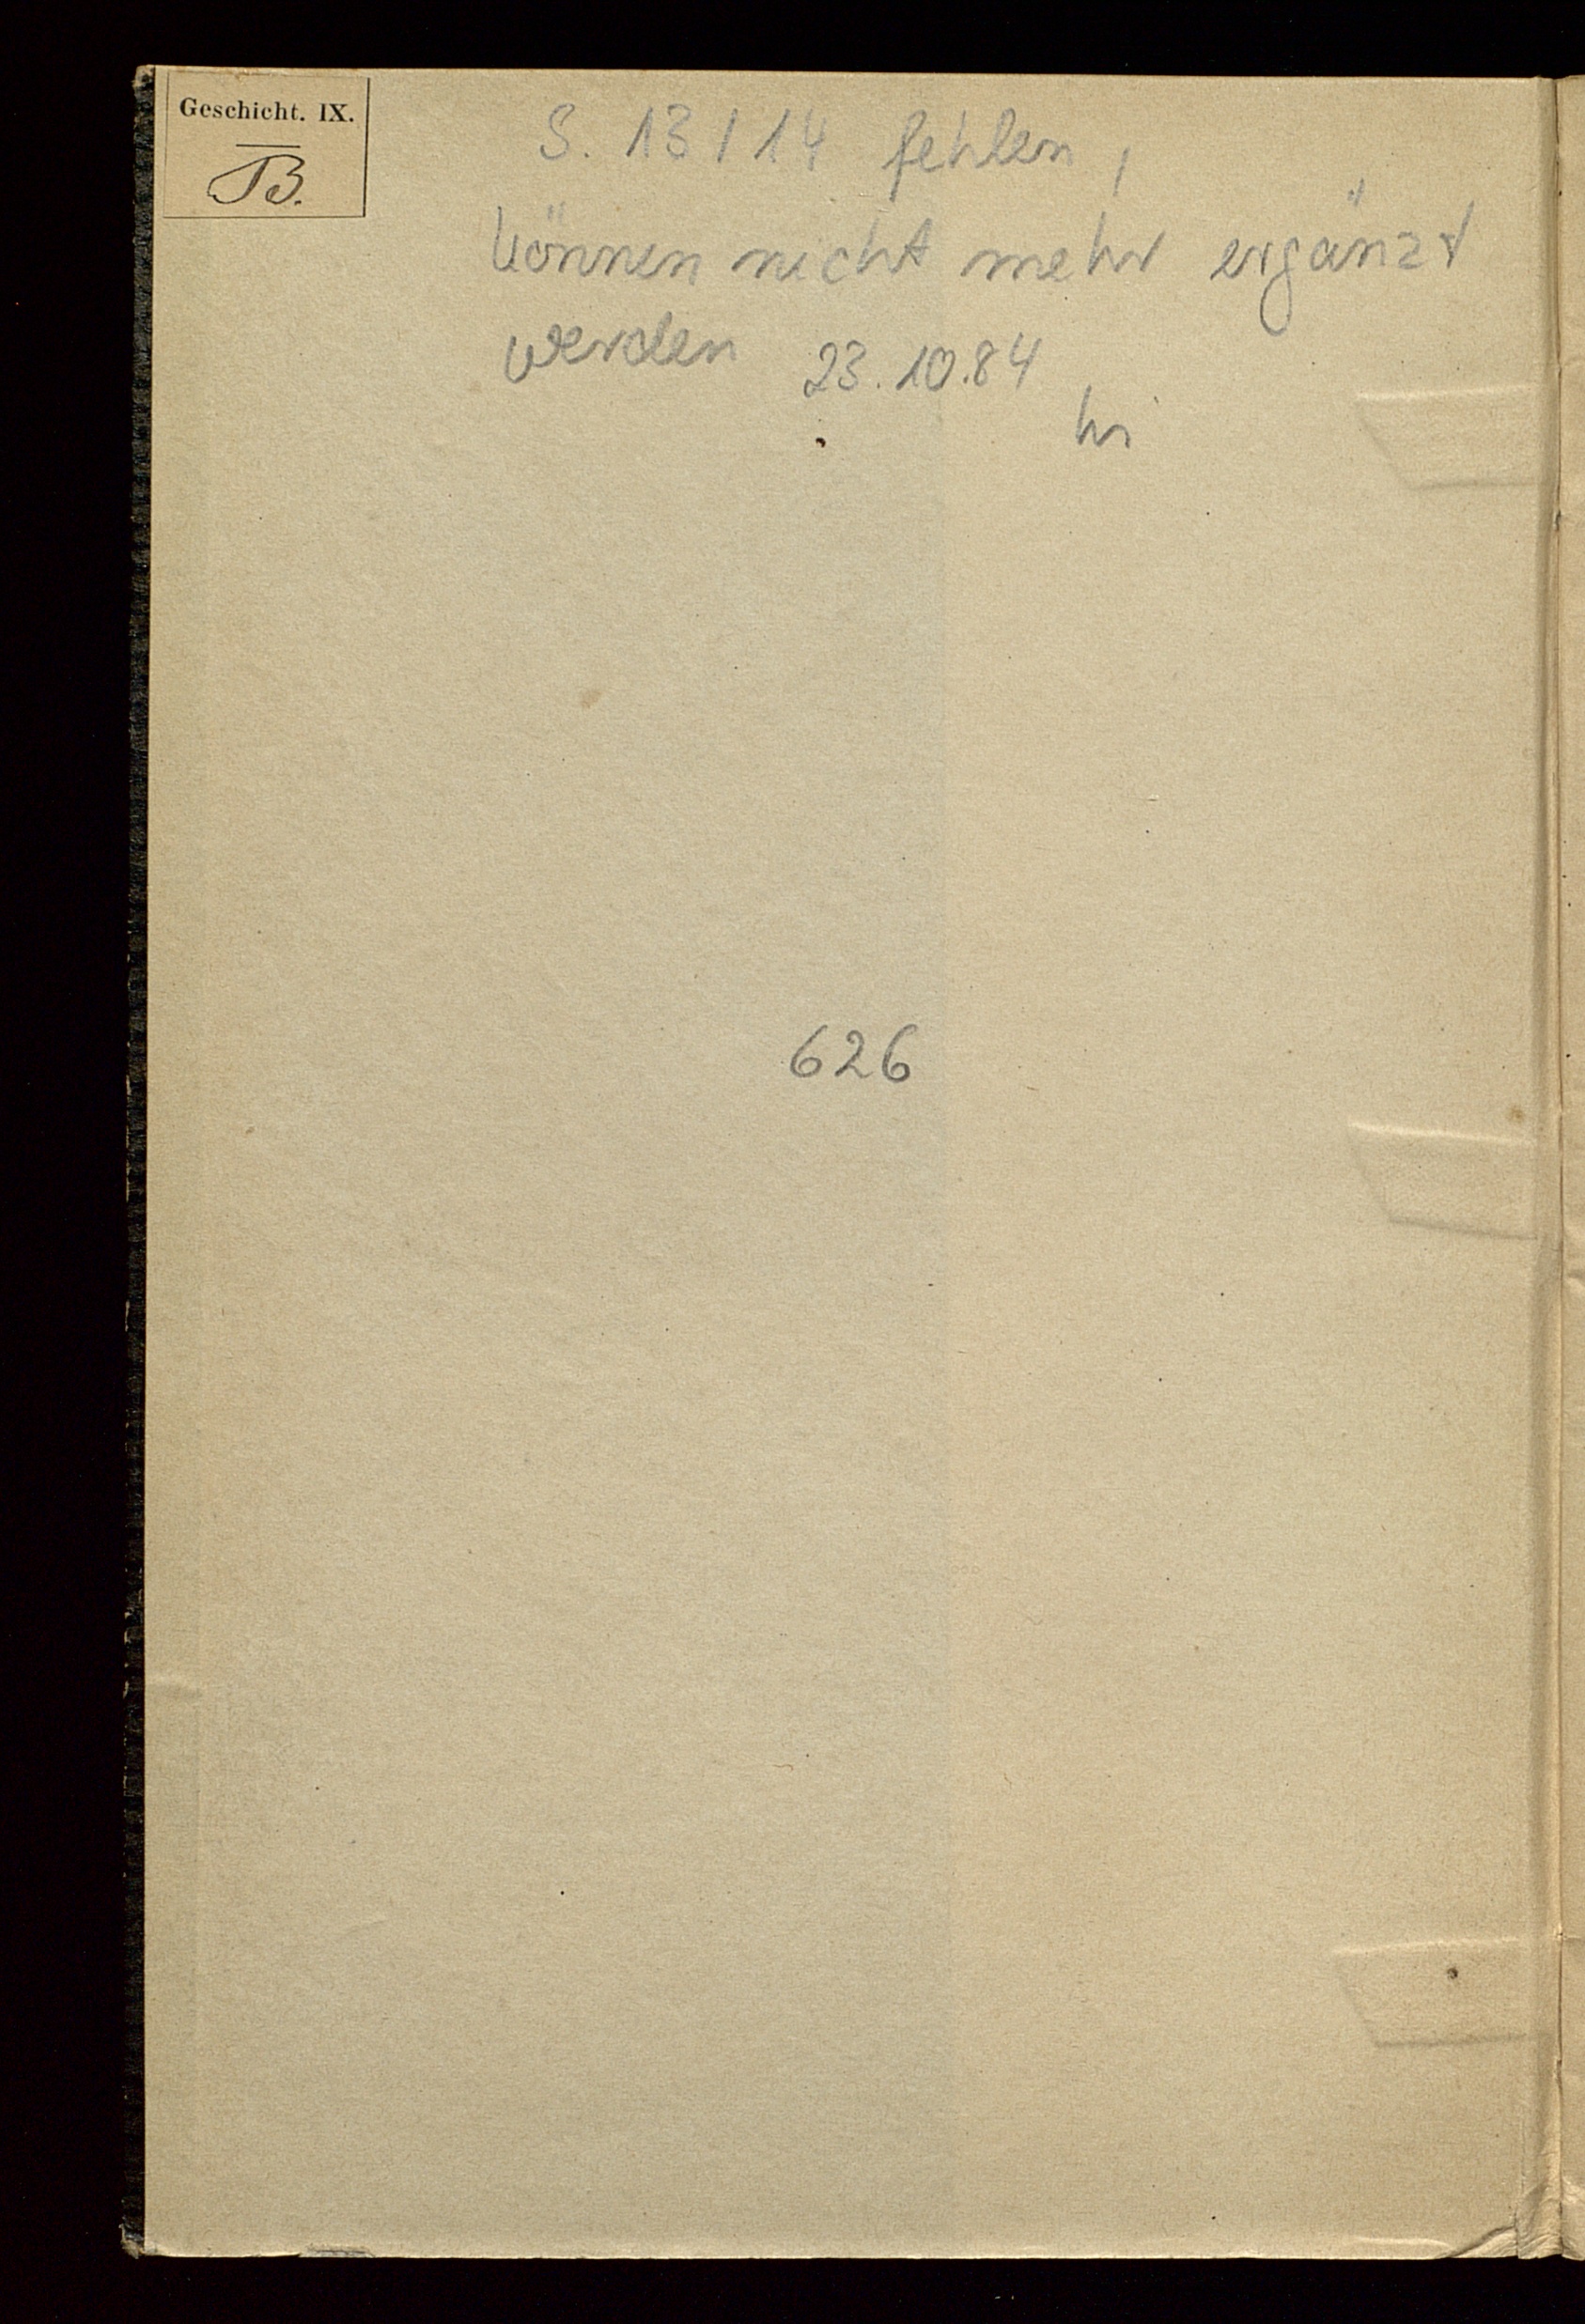 Geschicht. IX.
B.
S. 13/14 fehlen,
können nicht mehr ergänzt
werden 23.10.84
626